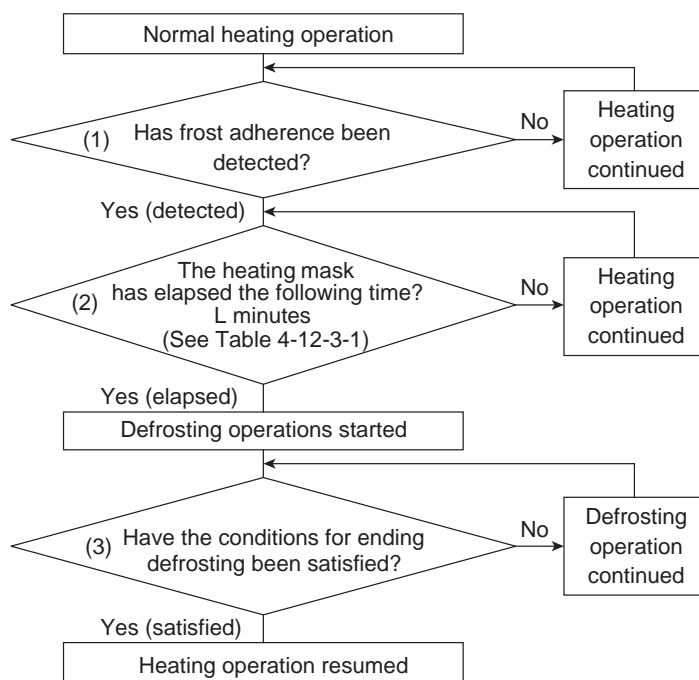 Normal heating operation
(1)
Has frost adherence been
detected?
No
Heating
operation
continued
Yes (detected)
(2)
The heating mask
has elapsed the following time?
L minutes
(See Table 4-12-3-1)
No
Heating
operation
continued
Yes (elapsed)
Defrosting operations started
(3)
Have the conditions for ending
defrosting been satisfied?
No
Defrosting
operation
continued
Yes (satisfied)
Heating operation resumed